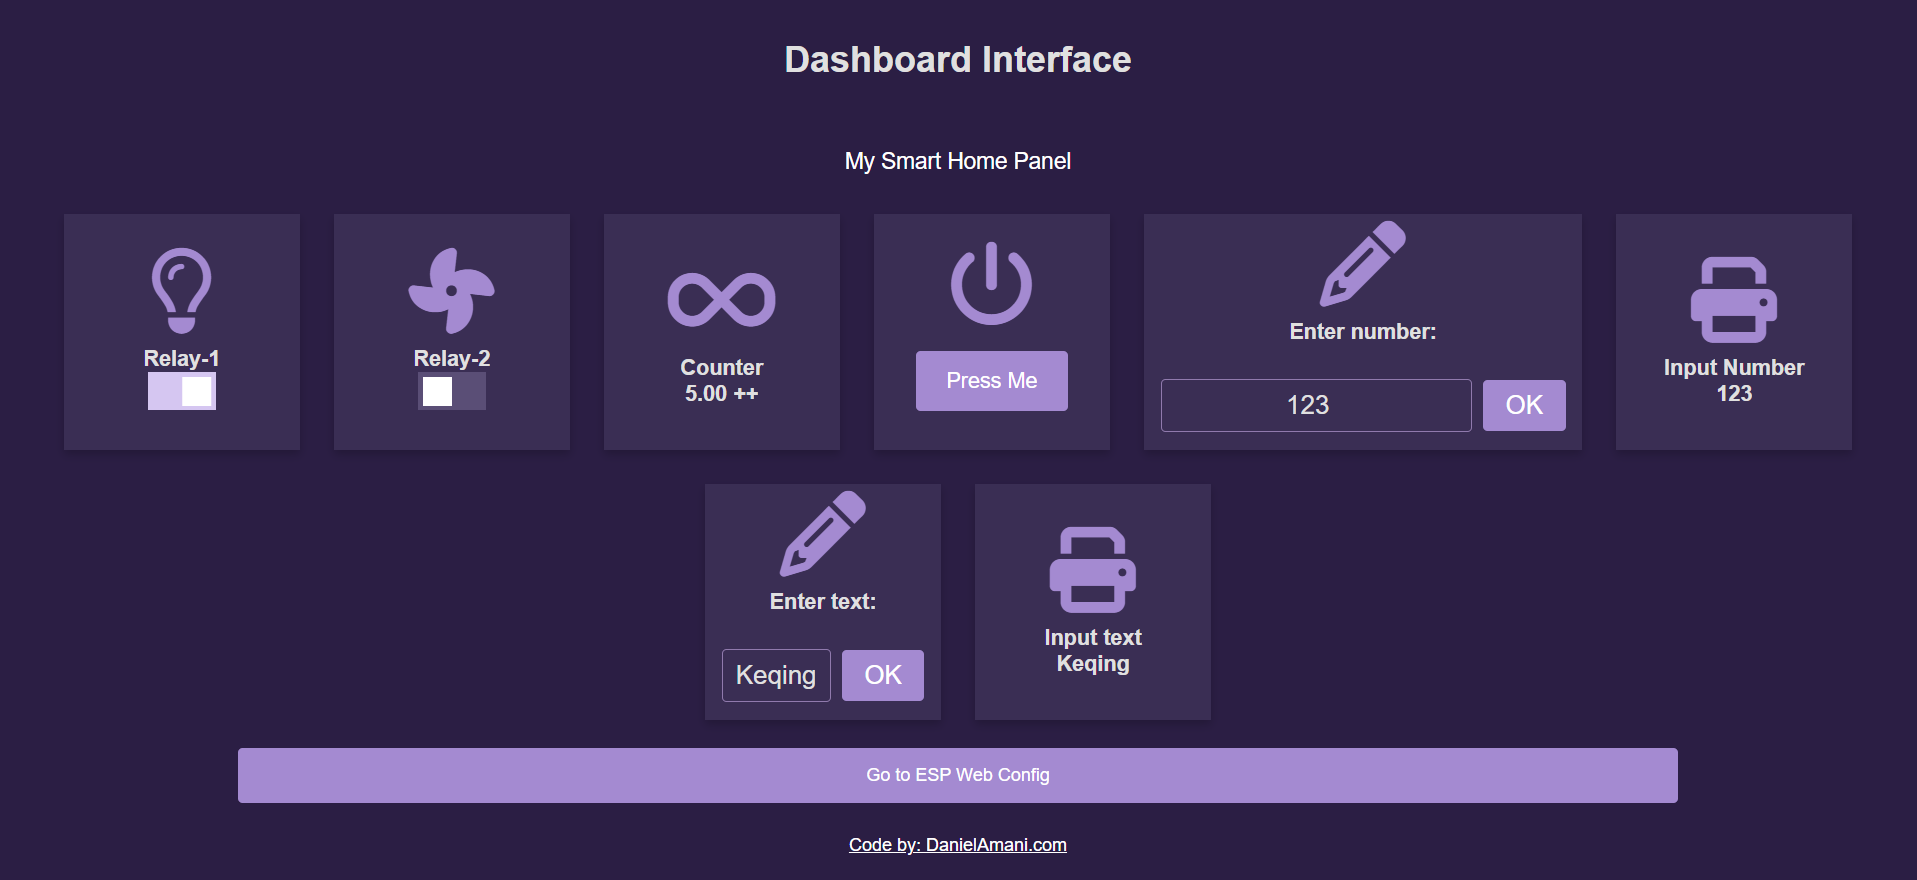 Dashboard Interface
My Smart Home Panel
Relay-1
Relay-2
Counter
5.00 ++
Press Me
Enter number:
123
OK
Input Number
123
Enter text:
Keqing
OK
Input text
Keqing
Go to ESP Web Config
Code by: DanielAmani.com